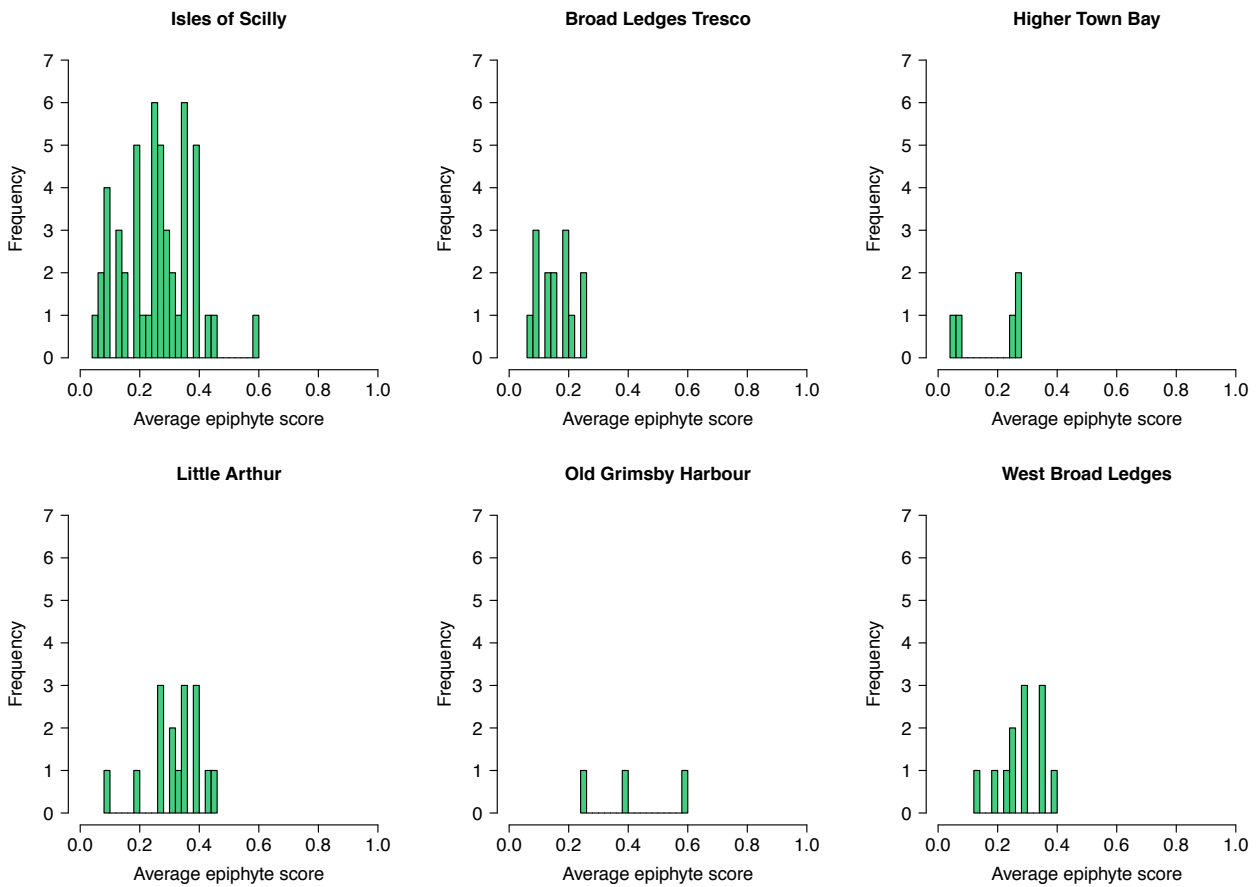 Isles of Scilly
Frequency
7
6
5
4
3
2
1
0
0.0 0.2 0.4 0.6 0.8 1.0
Average epiphyte score
Broad Ledges Tresco
Frequency
7
6
5
4
3
2
1
0
0.0 0.2 0.4 0.6 0.8 1.0
Average epiphyte score
Higher Town Bay
Frequency
7
6
5
4
3
2
1
0
0.0 0.2 0.4 0.6 0.8 1.0
Average epiphyte score
Little Arthur
Frequency
7
6
5
4
3
2
1
0
0.0 0.2 0.4 0.6 0.8 1.0
Average epiphyte score
Old Grimsby Harbour
Frequency
7
6
5
4
3
2
1
0
0.0 0.2 0.4 0.6 0.8 1.0
Average epiphyte score
West Broad Ledges
Frequency
7
6
5
4
3
2
1
0
0.0 0.2 0.4 0.6 0.8 1.0
Average epiphyte score